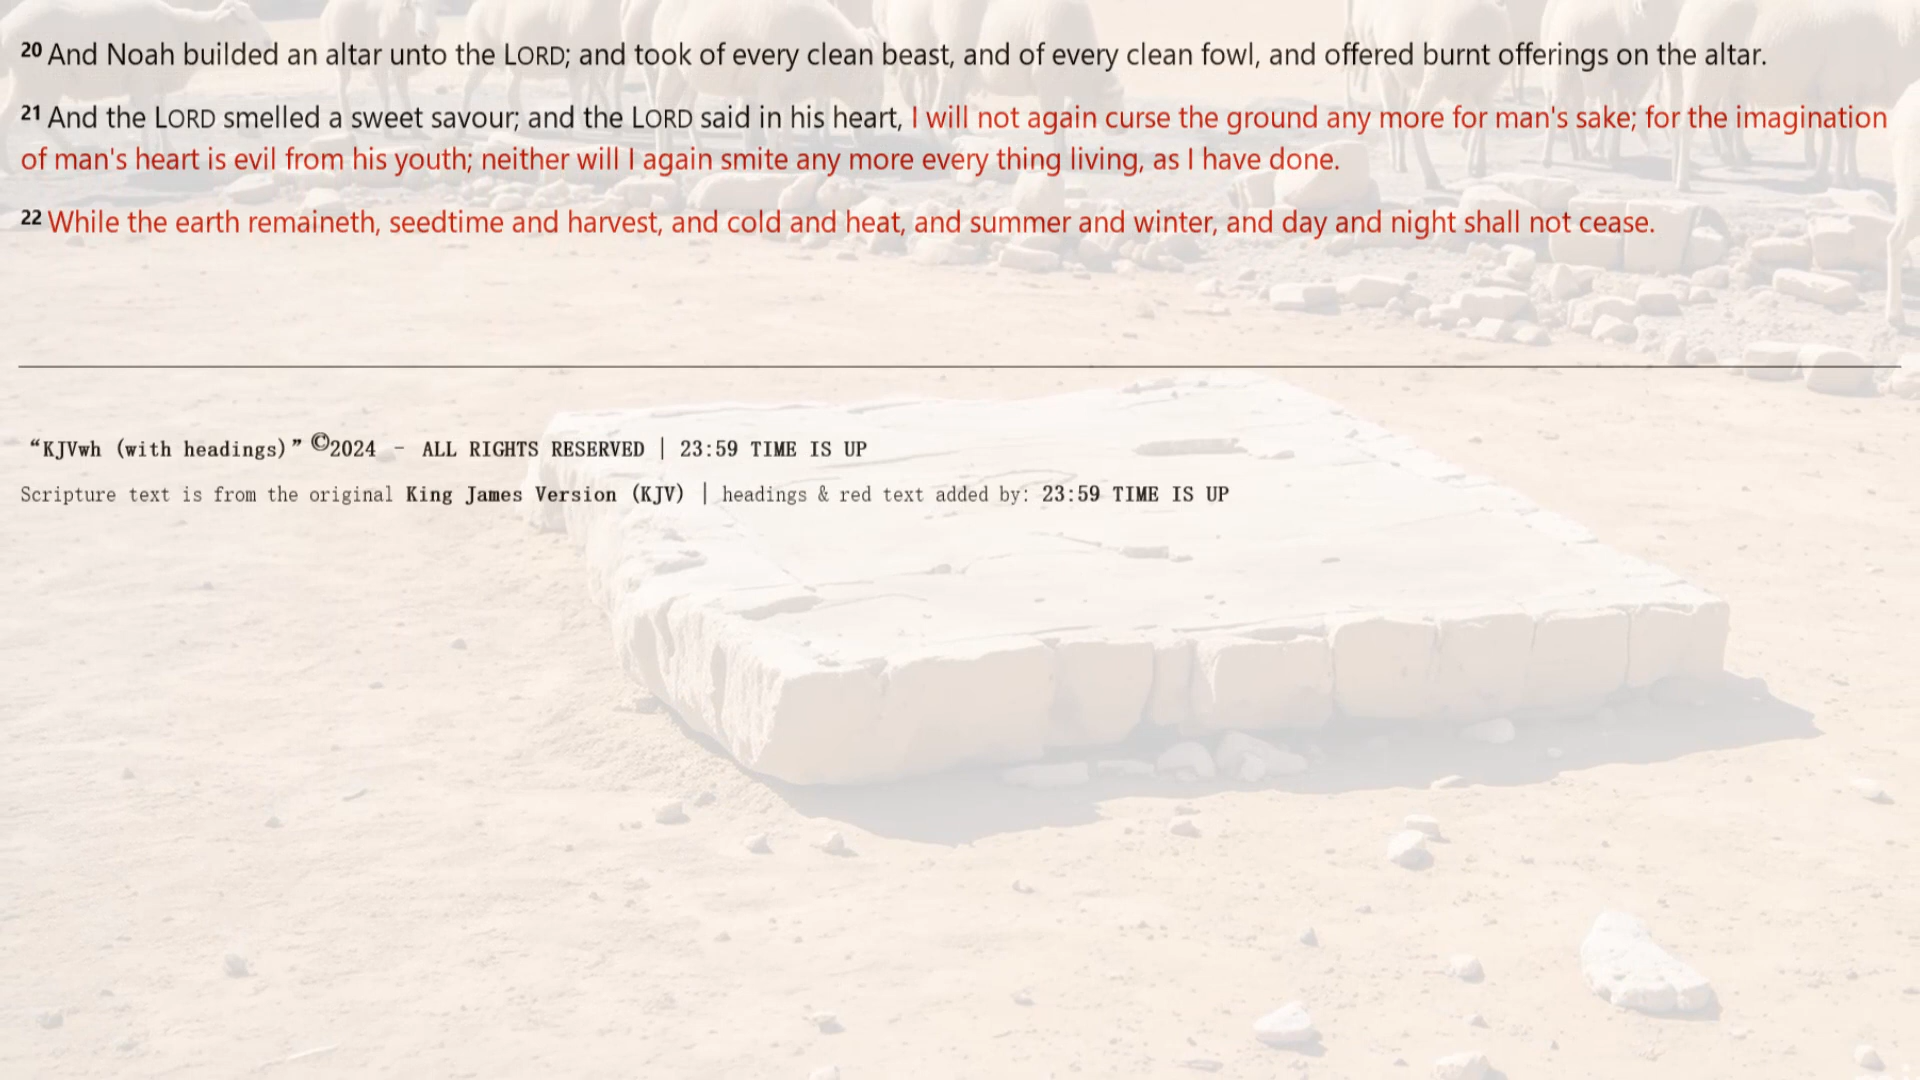 20 And Noah builded an altar unto the LORD; and took of every clean beast, and of every clean fowl, and offered burnt offerings on the altar.
21 And the LORD smelled a sweet savour; and the LORD said in his heart, I will not again curse the ground any more for man's sake; for the imagination
of man's heart is evil from his youth; neither will I again smite any more every thing living, as I have done.
22 While the earth remaineth, seedtime and harvest, and cold and heat, and summer and winter, and day and night shall not cease.
“KJVwh (with headings)” ©2024 - ALL RIGHTS RESERVED | 23:59 TIME IS UP
Scripture text is from the original King James Version (KJV) | headings & red text added by: 23:59 TIME IS UP